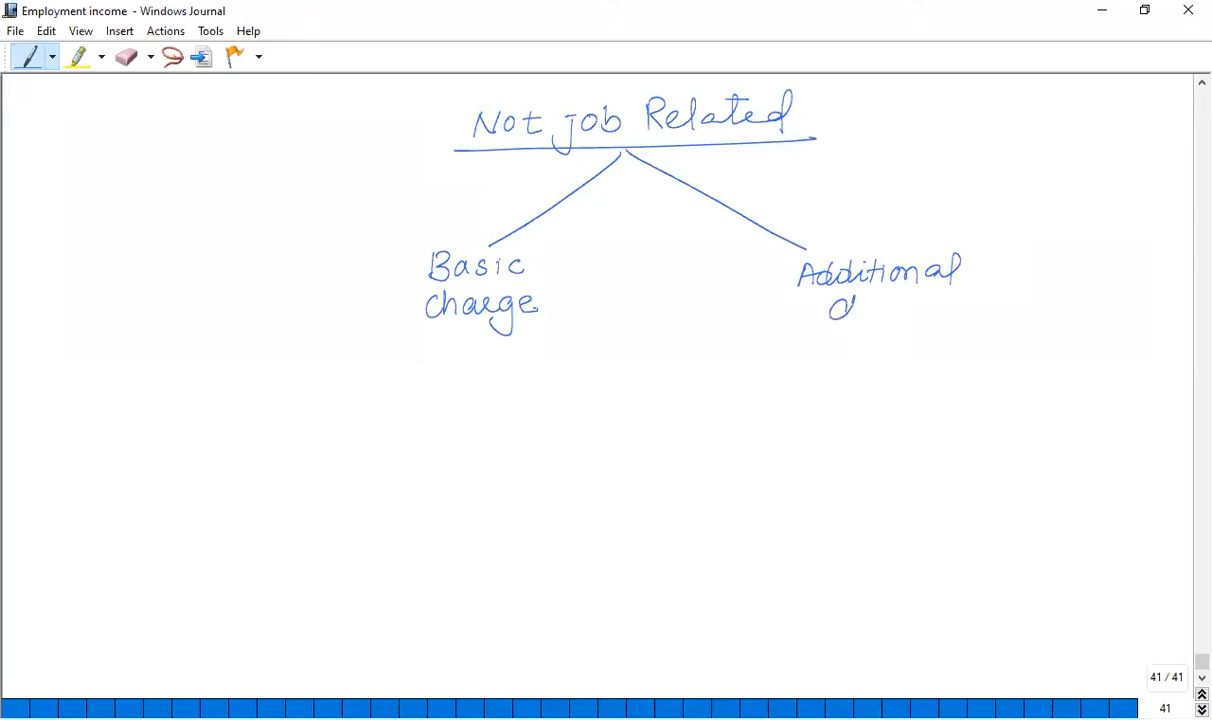 Employment income - Windows Journal
File Edit View Insert Actions Tools Help
Not job Related
Basic
charge
Additional
41 / 41
41